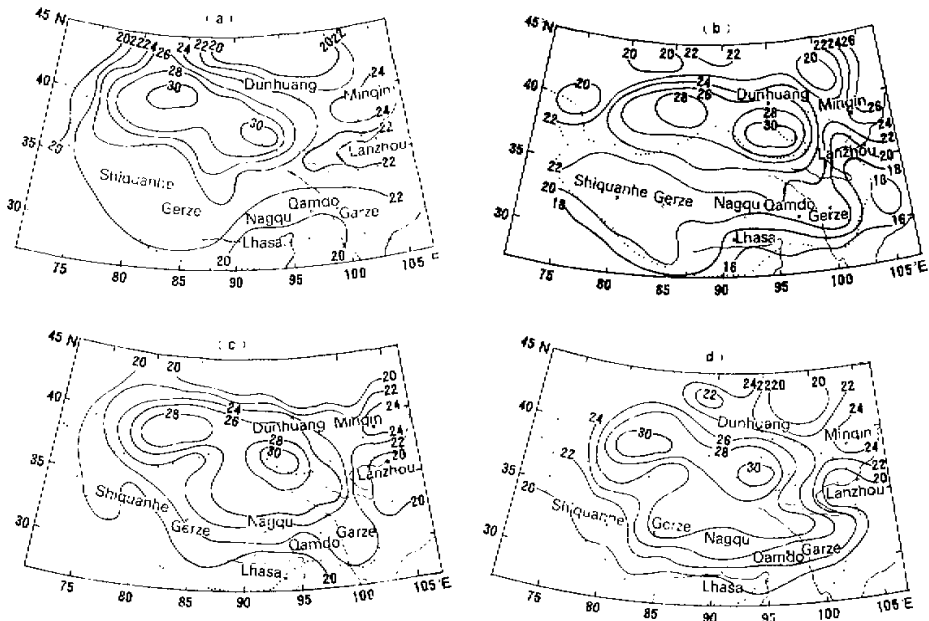 45 N (a)
20 22 24 26 24 22 20 20 22
28 24
40 30 Dunhuang Minqin
30 24
35 20 22
Lanzhou 22
Shiquanhe
30 Gerze Nagqu Qamdo Garze 22
Lhasa
20 20
75 80 85 90 95 100 105 E
45 N (b)
20 20 22 22 22 24 26
20
40 20 24
28 26 Dunhuang Minqin
22 28 26
30 24
35 22 Lanzhou 20
20 Shiquanhe Gerze Nagqu Qamdo Gerze 18
18 18
30 16
Lhasa
16
75 80 85 90 95 100 105°E
45 N (c)
20 20 20
22
40 28 24 Dunhuang Minqin 24
26 24
28 22
30 20
35 Lanzhou
Shiquanhe
30 Gerze Nagqu Garze 20
Qamdo
Lhasa 20
75 80 85 90 95 100 105°E
45 N d)
22 24 22 20 20 22
40 24 Dunhuang 24
30 26 Minqin
28 24
35 22 30 22
20 20
Shiquanhe Lanzhou
30 Gerze
Nagqu Garze
Qamdo
Lhasa
75 80 85 90 95 100 105°E